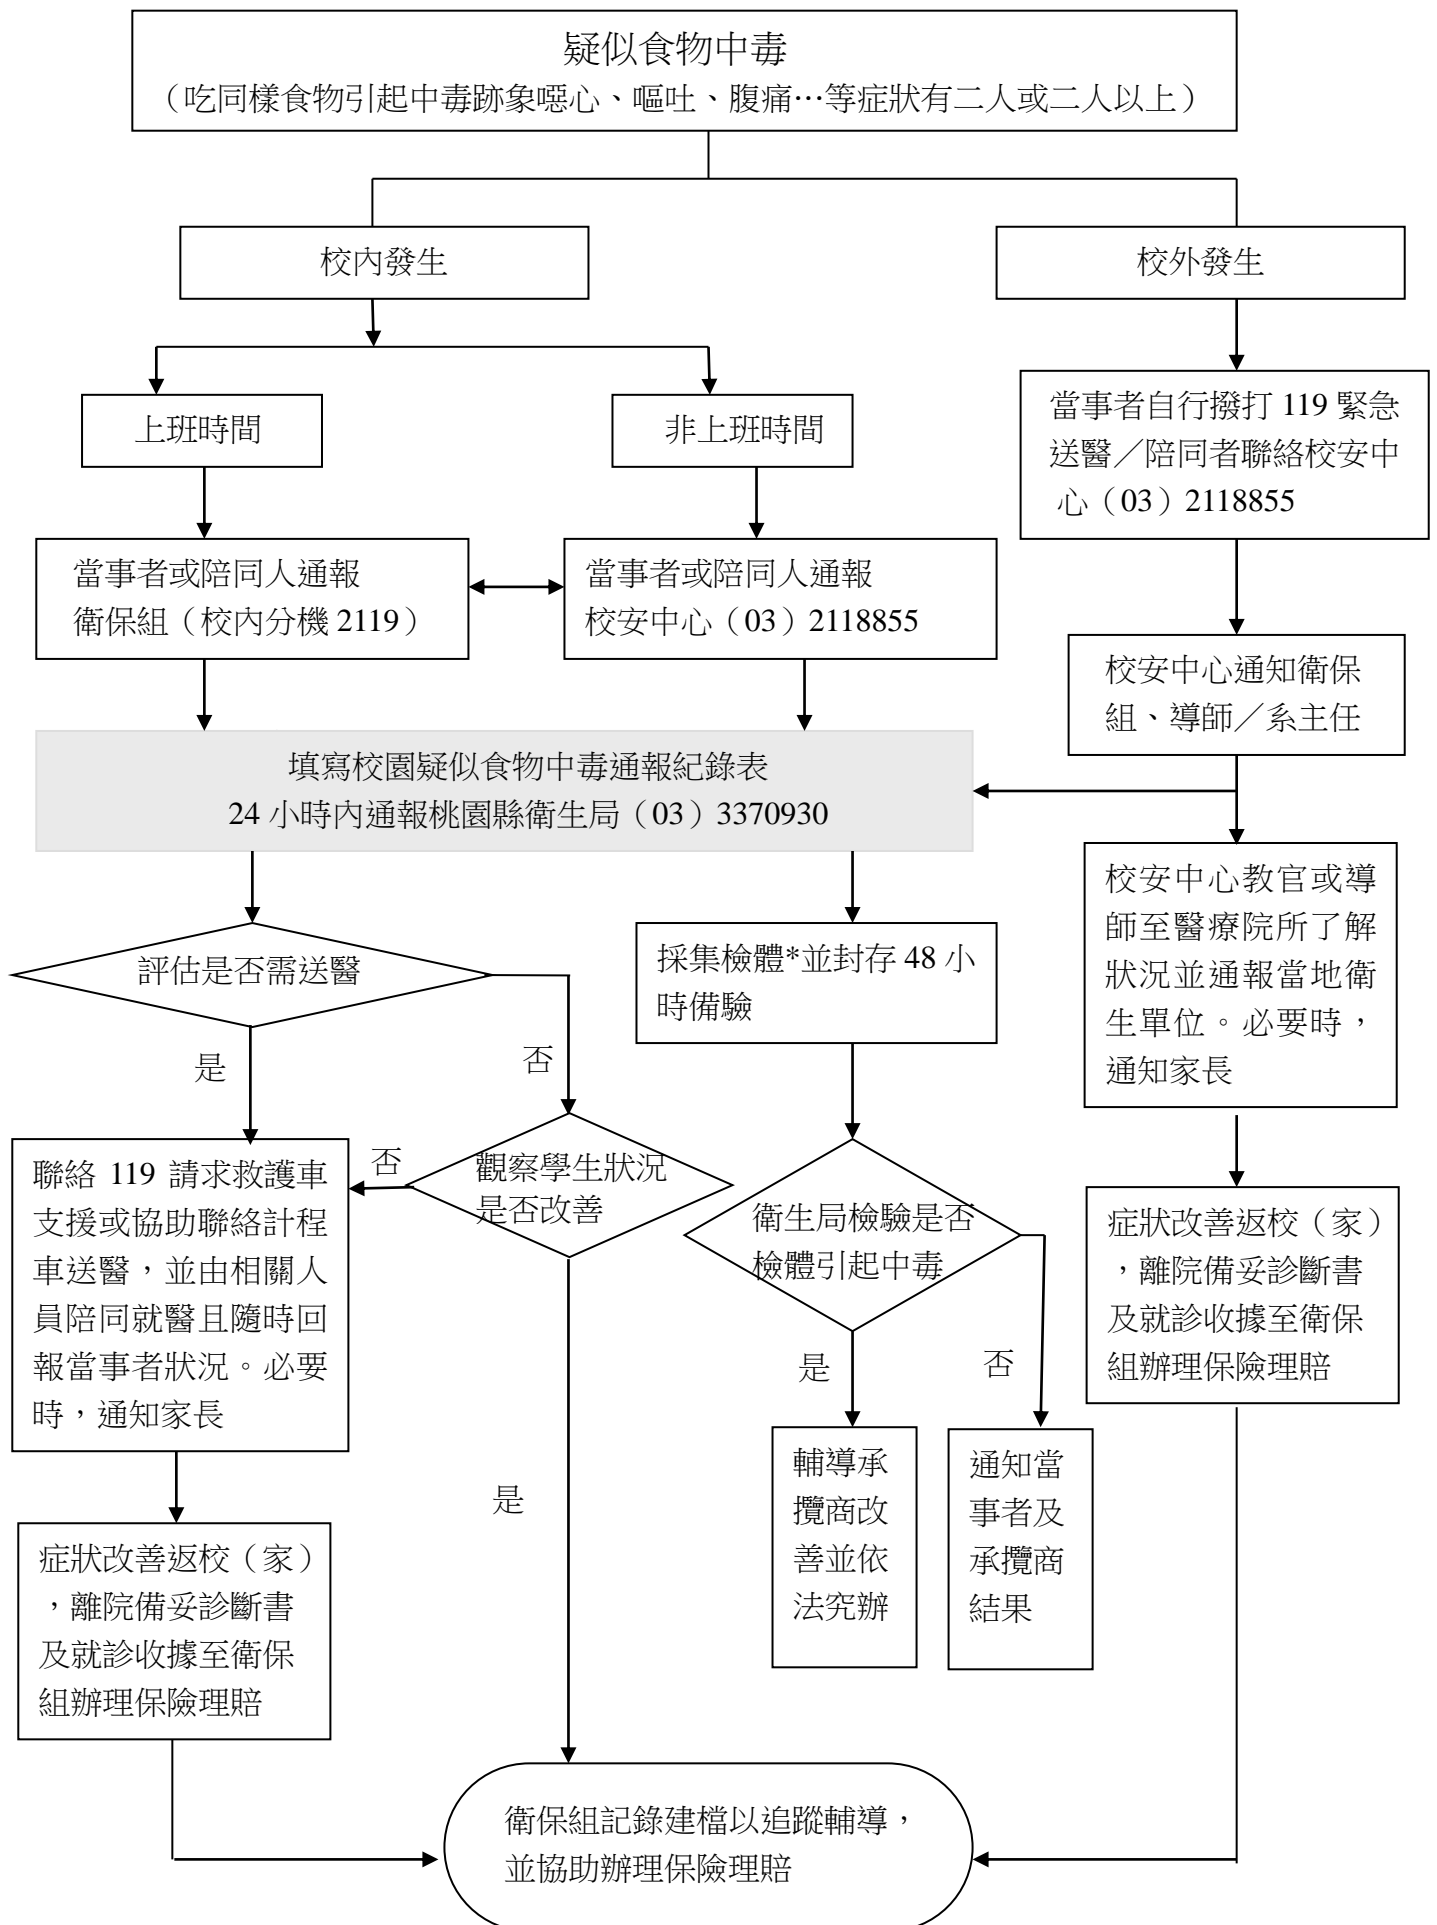 疑似食物中毒
（吃同樣食物引起中毒跡象噁心、嘔吐、腹痛…等症狀有二人或二人以上）
校內發生
校外發生
上班時間
非上班時間
當事者自行撥打 119 緊急
送醫／陪同者聯絡校安中
心（03）2118855
當事者或陪同人通報
衛保組（校內分機 2119）
當事者或陪同人通報
校安中心（03）2118855
校安中心通知衛保
組、導師／系主任
填寫校園疑似食物中毒通報紀錄表
24 小時內通報桃園縣衛生局（03）3370930
評估是否需送醫
採集檢體*並封存 48 小
時備驗
校安中心教官或導
師至醫療院所了解
狀況並通報當地衛
生單位。必要時，
通知家長
是
否
聯絡 119 請求救護車
支援或協助聯絡計程
車送醫，並由相關人
員陪同就醫且隨時回
報當事者狀況。必要
時，通知家長
否
觀察學生狀況
是否改善
衛生局檢驗是否
檢體引起中毒
症狀改善返校（家）
，離院備妥診斷書
及就診收據至衛保
組辦理保險理賠
是
否
是
輔導承
攬商改
善並依
法究辦
通知當
事者及
承攬商
結果
症狀改善返校（家）
，離院備妥診斷書
及就診收據至衛保
組辦理保險理賠
衛保組記錄建檔以追蹤輔導，
並協助辦理保險理賠